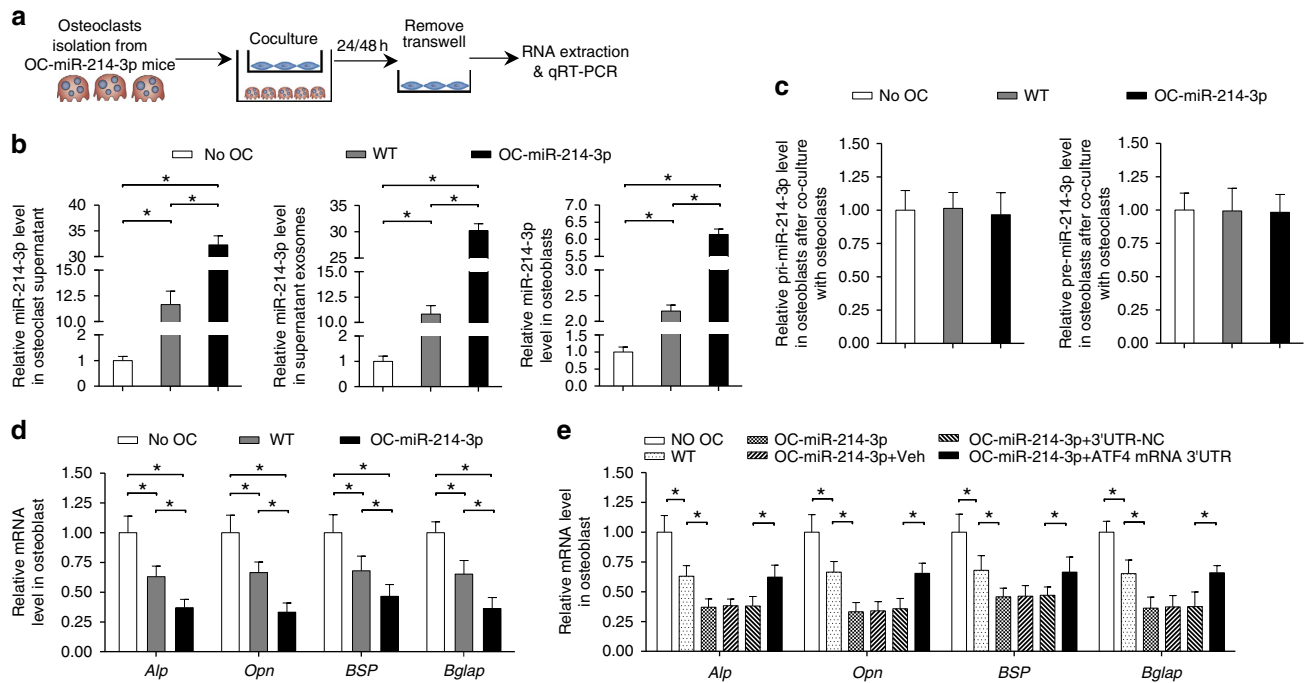 a
Osteoclasts
isolation from
OC-miR-214-3p mice
Coculture
24/48 h
Remove
transwell
RNA extraction
& qRT-PCR
b
No OC
WT
OC-miR-214-3p
Relative miR-214-3p level
in osteoclast supernatant
40
35
30
15.0
12.5
10.0
2
1
0
*
*
*
Relative miR-214-3p level
in supernatant exosomes
35
30
25
15.0
12.5
10.0
2
1
0
*
*
*
Relative miR-214-3p
level in osteoblasts
7.0
6.5
6.0
5.5
3.0
2.5
2.0
1.5
1.0
0.5
0.0
*
*
*
c
No OC
WT
OC-miR-214-3p
Relative pri-miR-214-3p level
in osteoblasts after co-culture
with osteoclasts
1.50
1.25
1.00
0.75
0.50
0.25
0.00
Relative pre-miR-214-3p level
in osteoblasts after co-culture
with osteoclasts
1.50
1.25
1.00
0.75
0.50
0.25
0.00
d
No OC
WT
OC-miR-214-3p
Relative mRNA
level in osteoblast
1.50
1.25
1.00
0.75
0.50
0.25
0.00
*
*
*
*
*
*
*
*
*
*
*
*
Alp
Opn
BSP
Bglap
e
NO OC
WT
OC-miR-214-3p
OC-miR-214-3p+Veh
OC-miR-214-3p+3'UTR-NC
OC-miR-214-3p+ATF4 mRNA 3'UTR
Relative mRNA level
in osteoblast
1.50
1.25
1.00
0.75
0.50
0.25
0.00
*
*
*
*
*
*
*
*
*
*
*
*
Alp
Opn
BSP
Bglap